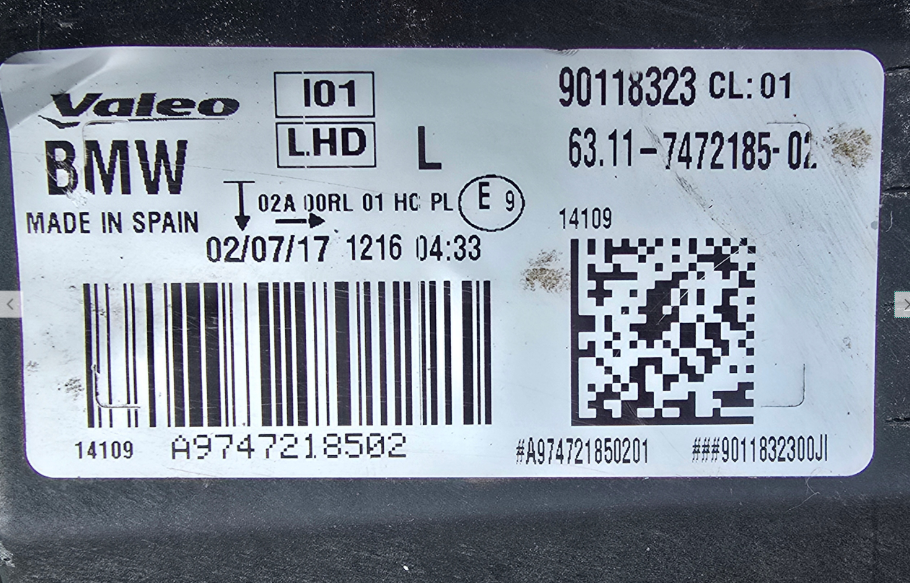 Valeo
I01
LHD
L
BMW
MADE IN SPAIN
02A 00RL 01 HC PL E 9
02/07/17 1216 04:33
90118323 CL:01
63.11-7472185-02
14109
14109 A9747218502
#A974721850201 ###9011832300JI